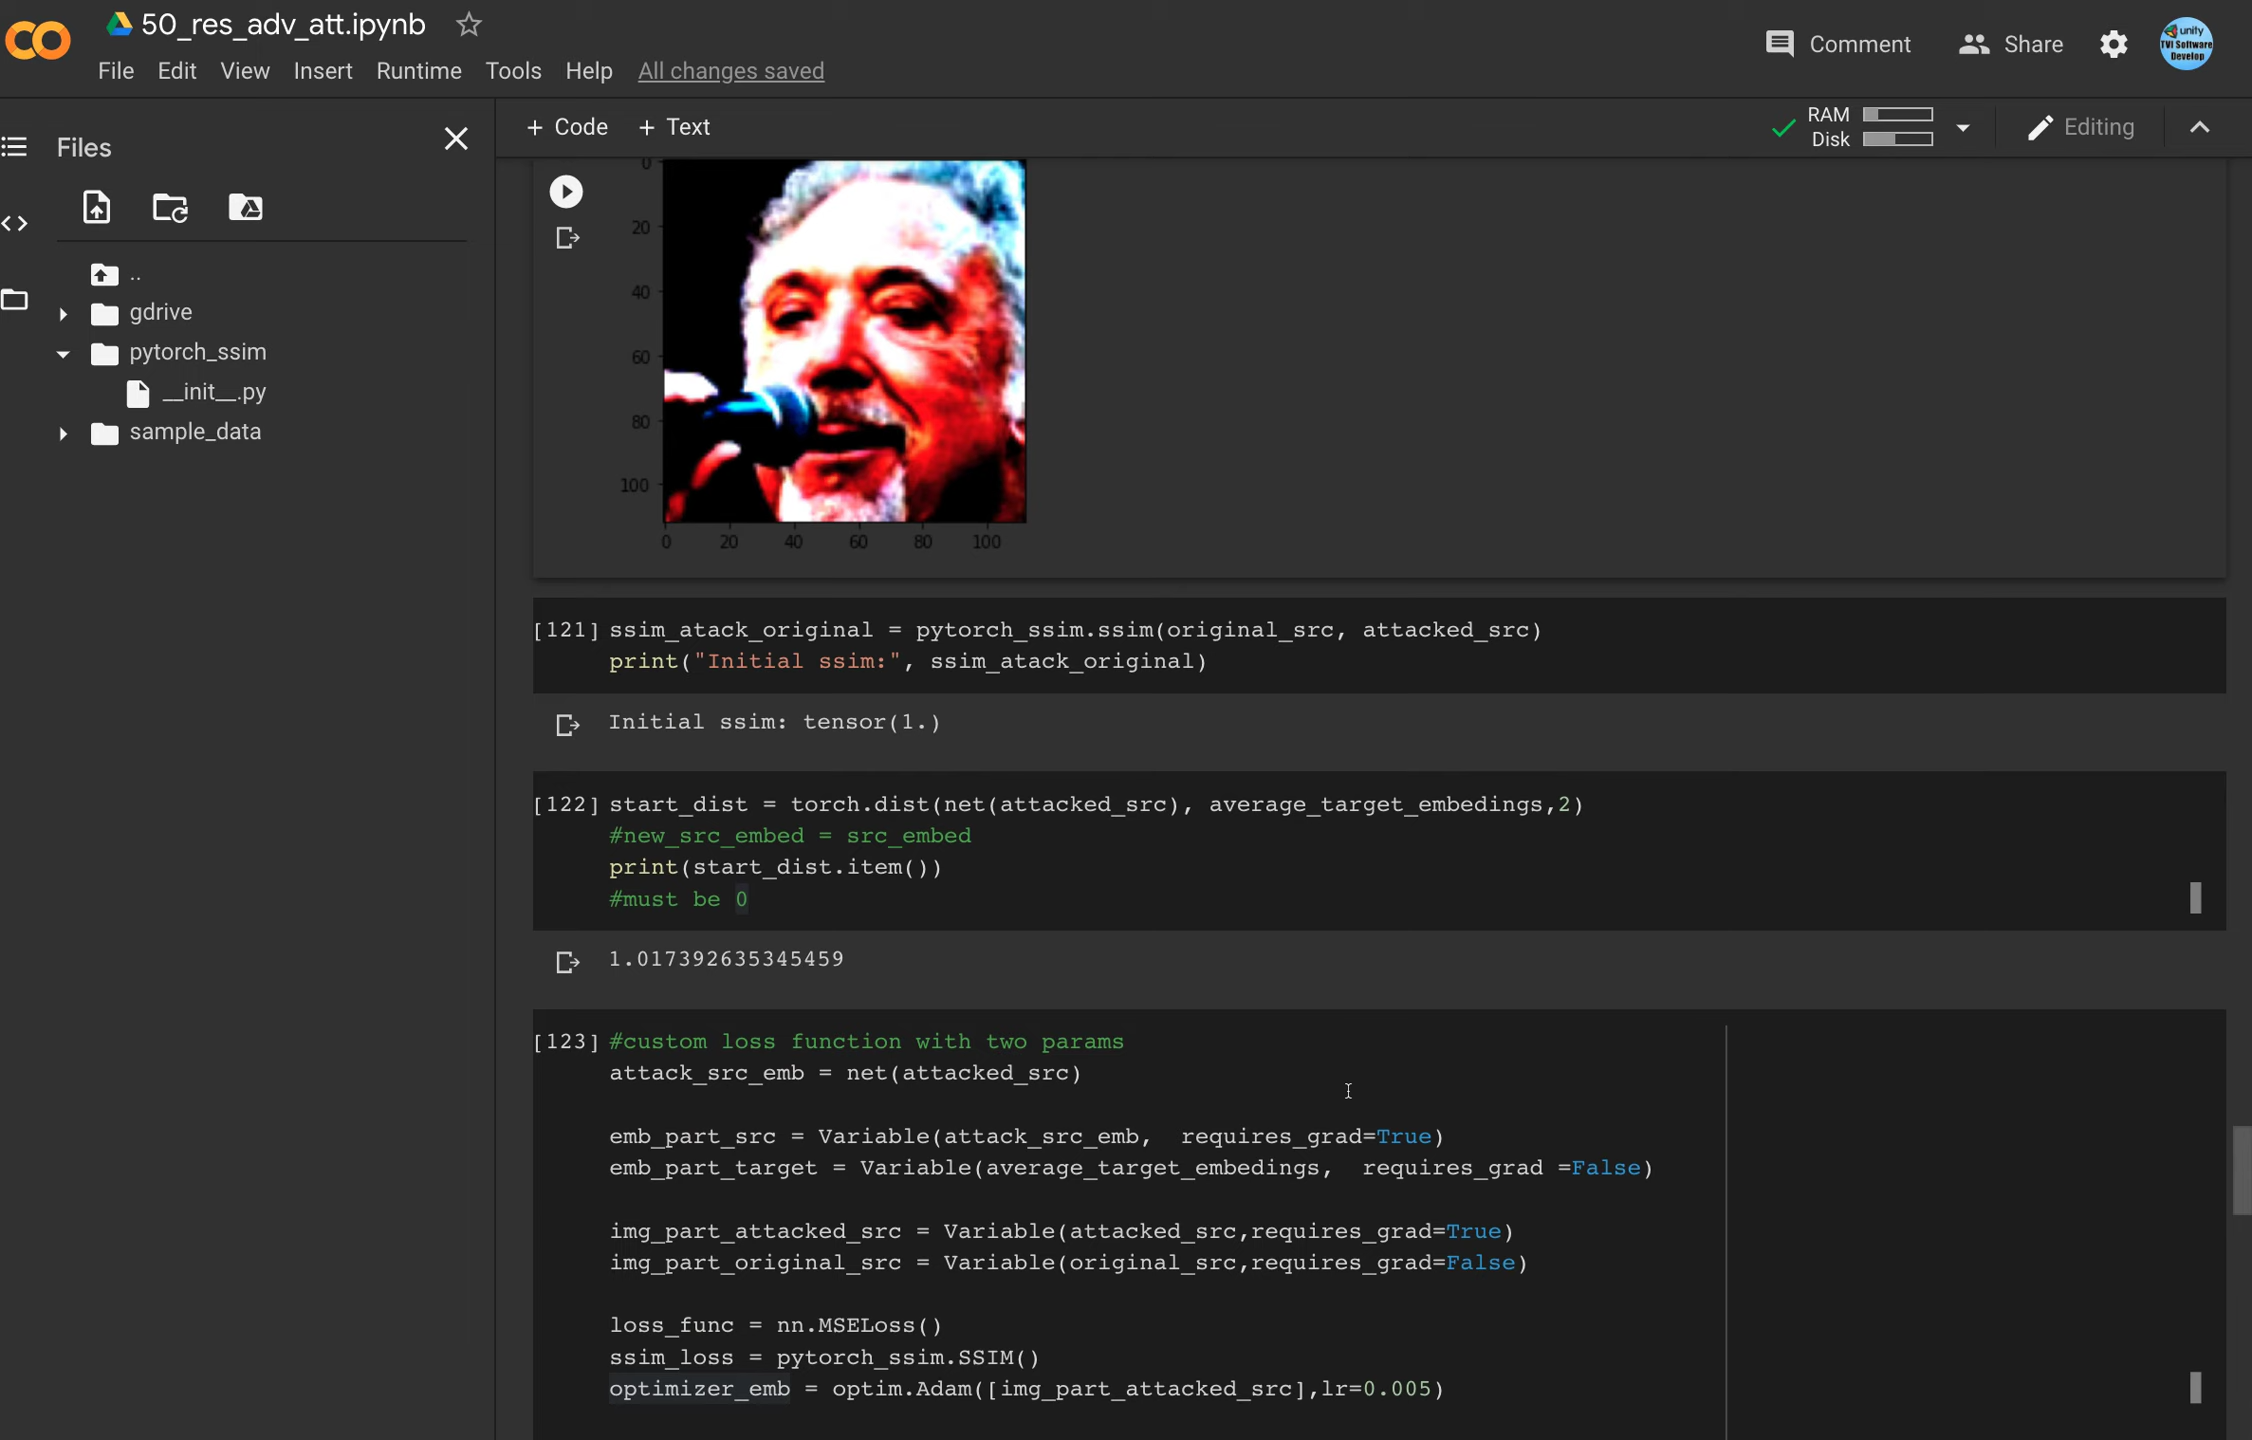 50_res_adv_att.ipynb
File Edit View Insert Runtime Tools Help All changes saved
Comment Share
unity
TVI Software
Develop
Files
+ Code + Text
RAM
Disk
Editing
..
gdrive
pytorch_ssim
__init__.py
sample_data
0
20
40
60
80
100
0 20 40 60 80 100
[121] ssim_atack_original = pytorch_ssim.ssim(original_src, attacked_src)
print("Initial ssim:", ssim_atack_original)
Initial ssim: tensor(1.)
[122] start_dist = torch.dist(net(attacked_src), average_target_embedings,2)
#new_src_embed = src_embed
print(start_dist.item())
#must be 0
1.017392635345459
[123] #custom loss function with two params
attack_src_emb = net(attacked_src)
emb_part_src = Variable(attack_src_emb,  requires_grad=True)
emb_part_target = Variable(average_target_embedings,  requires_grad =False)
img_part_attacked_src = Variable(attacked_src,requires_grad=True)
img_part_original_src = Variable(original_src,requires_grad=False)
loss_func = nn.MSELoss()
ssim_loss = pytorch_ssim.SSIM()
optimizer_emb = optim.Adam([img_part_attacked_src],lr=0.005)